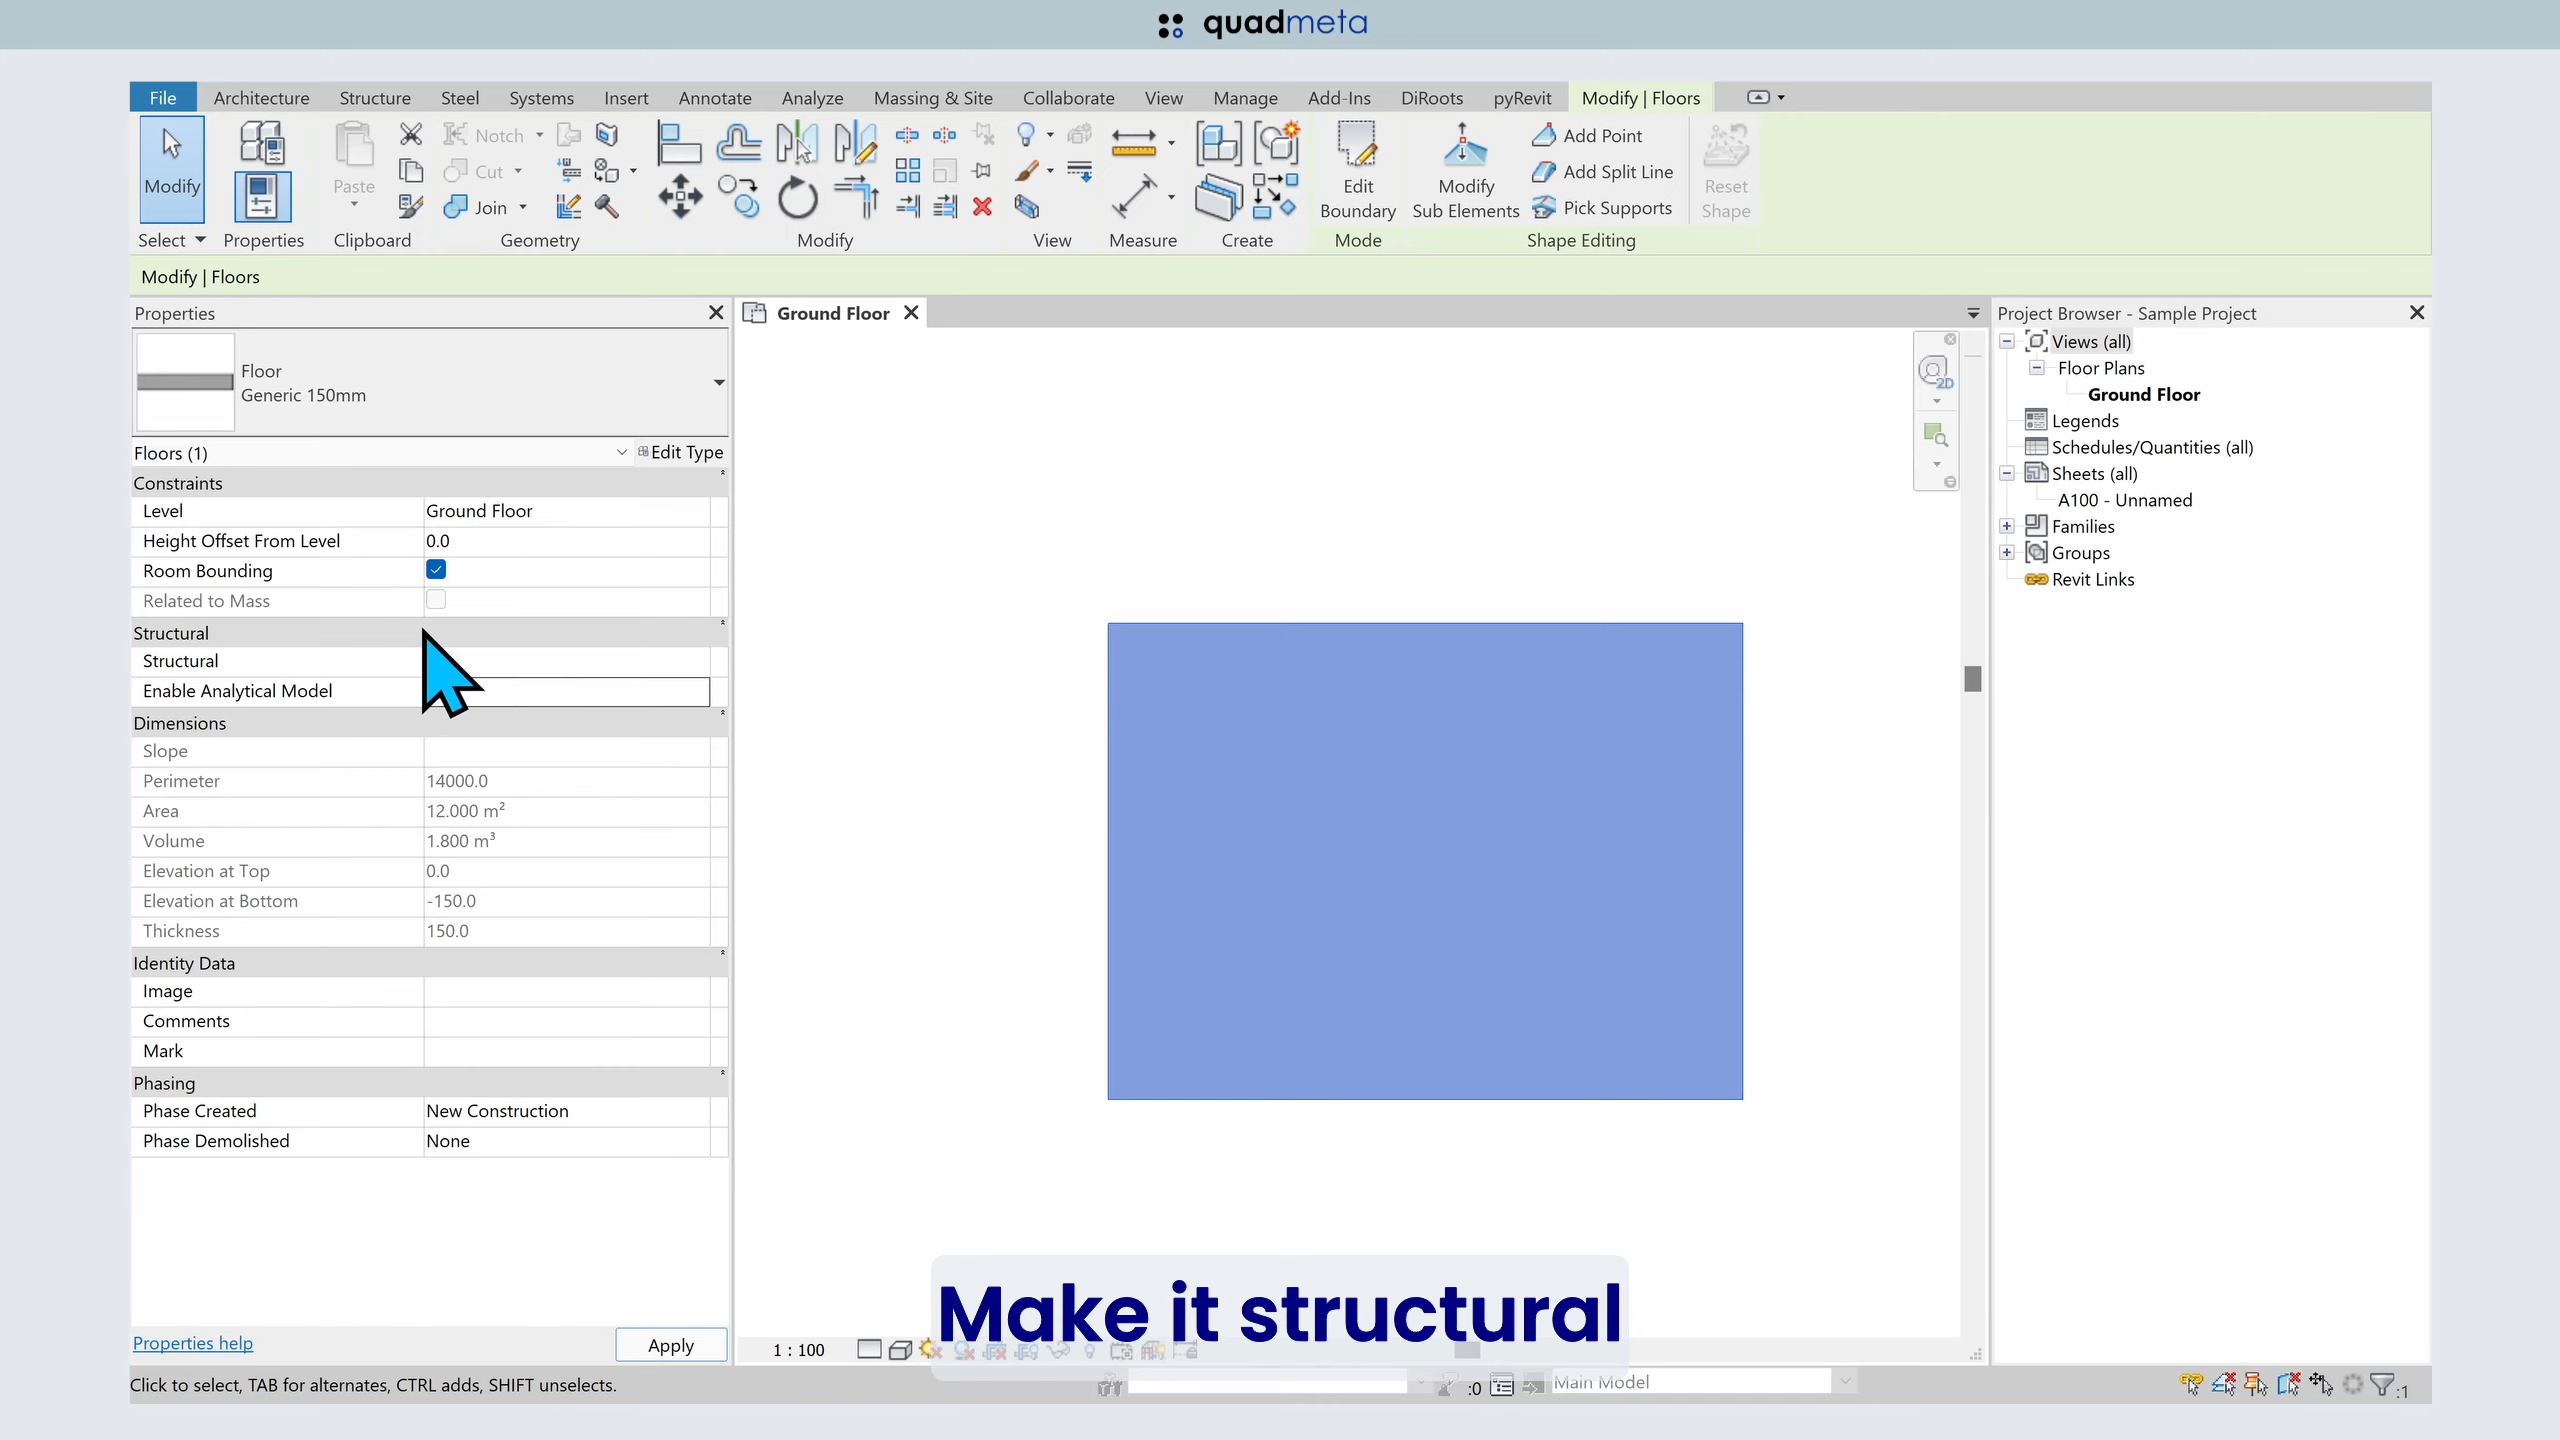 quadmeta
File Architecture Structure Steel Systems Insert Annotate Analyze Massing & Site Collaborate View Manage Add-Ins DiRoots pyRevit Modify | Floors
Modify
Paste
Notch
Cut
Join
Edit
Boundary
Modify
Sub Elements
Add Point
Add Split Line
Pick Supports
Reset
Shape
Select Properties Clipboard Geometry Modify View Measure Create Mode Shape Editing
Modify | Floors
Properties
Floor
Generic 150mm
Floors (1) Edit Type
Constraints
Level Ground Floor
Height Offset From Level 0.0
Room Bounding
Related to Mass
Structural
Structural
Enable Analytical Model
Dimensions
Slope
Perimeter 14000.0
Area 12.000 m²
Volume 1.800 m³
Elevation at Top 0.0
Elevation at Bottom -150.0
Thickness 150.0
Identity Data
Image
Comments
Mark
Phasing
Phase Created New Construction
Phase Demolished None
Properties help Apply
Ground Floor
2D
Project Browser - Sample Project
Views (all)
Floor Plans
Ground Floor
Legends
Schedules/Quantities (all)
Sheets (all)
A100 - Unnamed
Families
Groups
Revit Links
Make it structural
1 : 100
Click to select, TAB for alternates, CTRL adds, SHIFT unselects.
:0
Main Model
:1